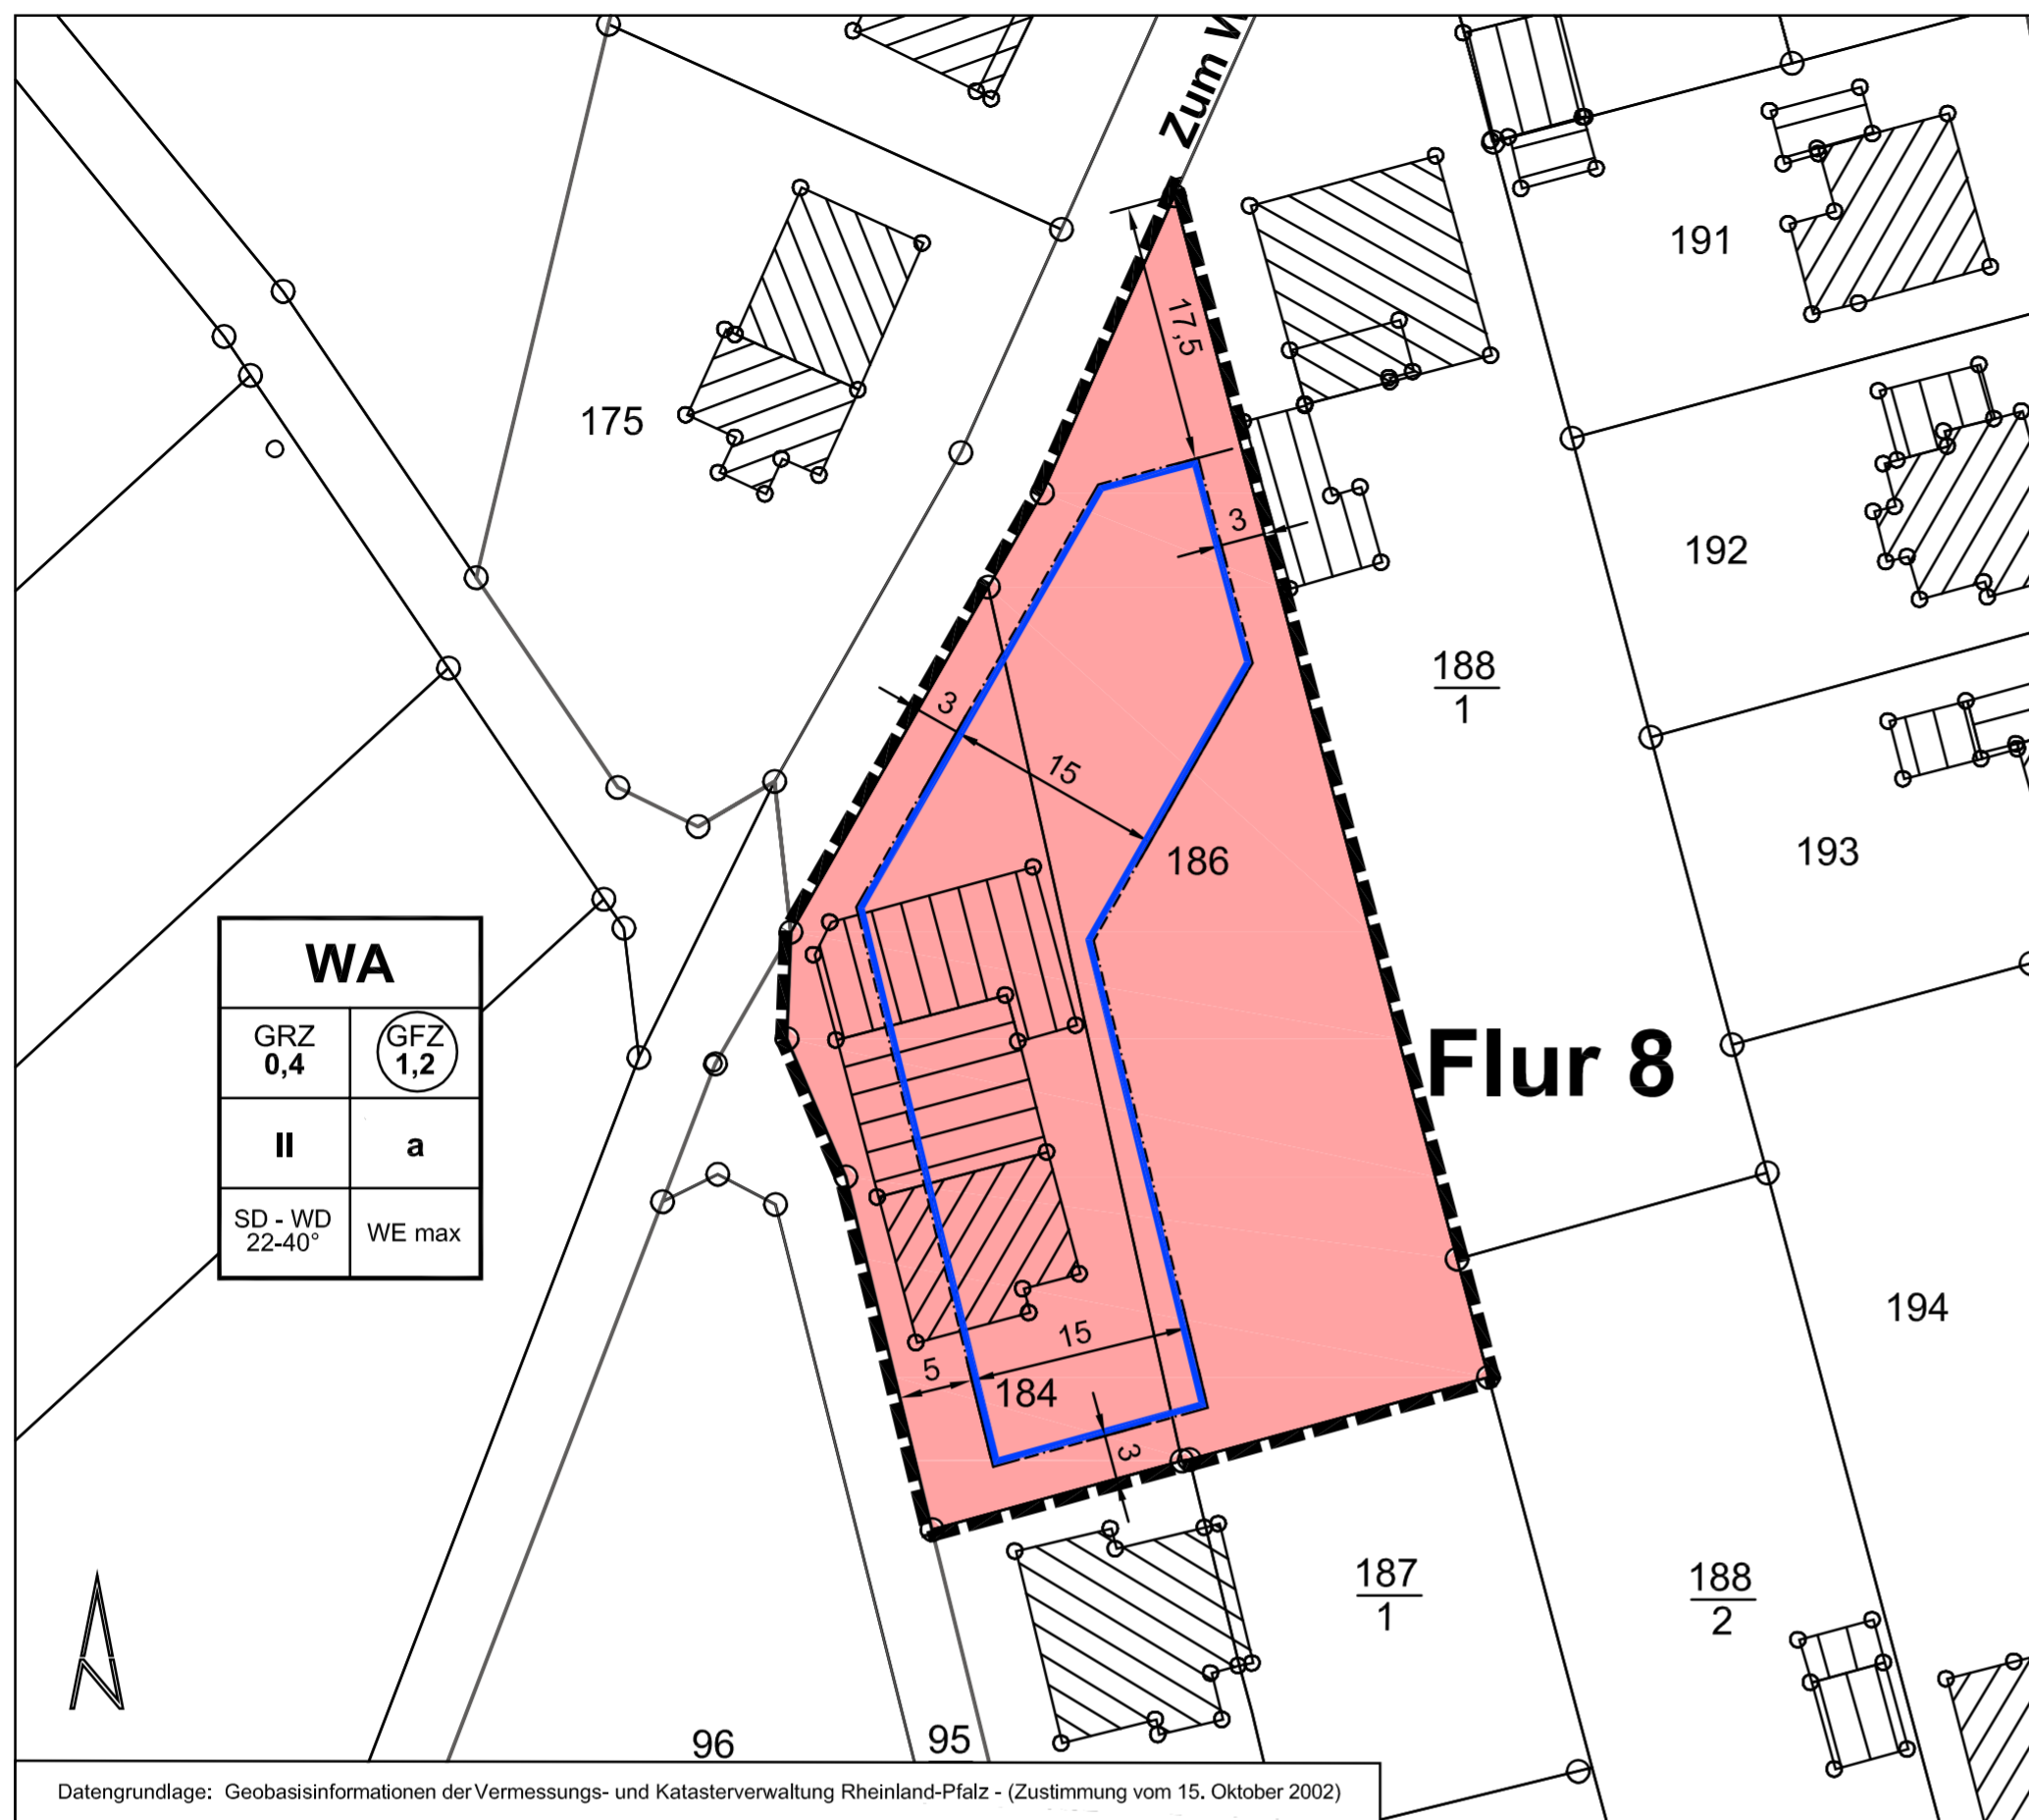 Zum
191
17,5
175
3
192
188
1
3
15
186
193
WA
GRZ
0,4
GFZ
1,2
Flur 8
II
a
SD - WD
22-40°
WE max
194
15
5
184
3
187
1
188
2
96
95
Datengrundlage: Geobasisinformationen der Vermessungs- und Katasterverwaltung Rheinland-Pfalz - (Zustimmung vom 15. Oktober 2002)